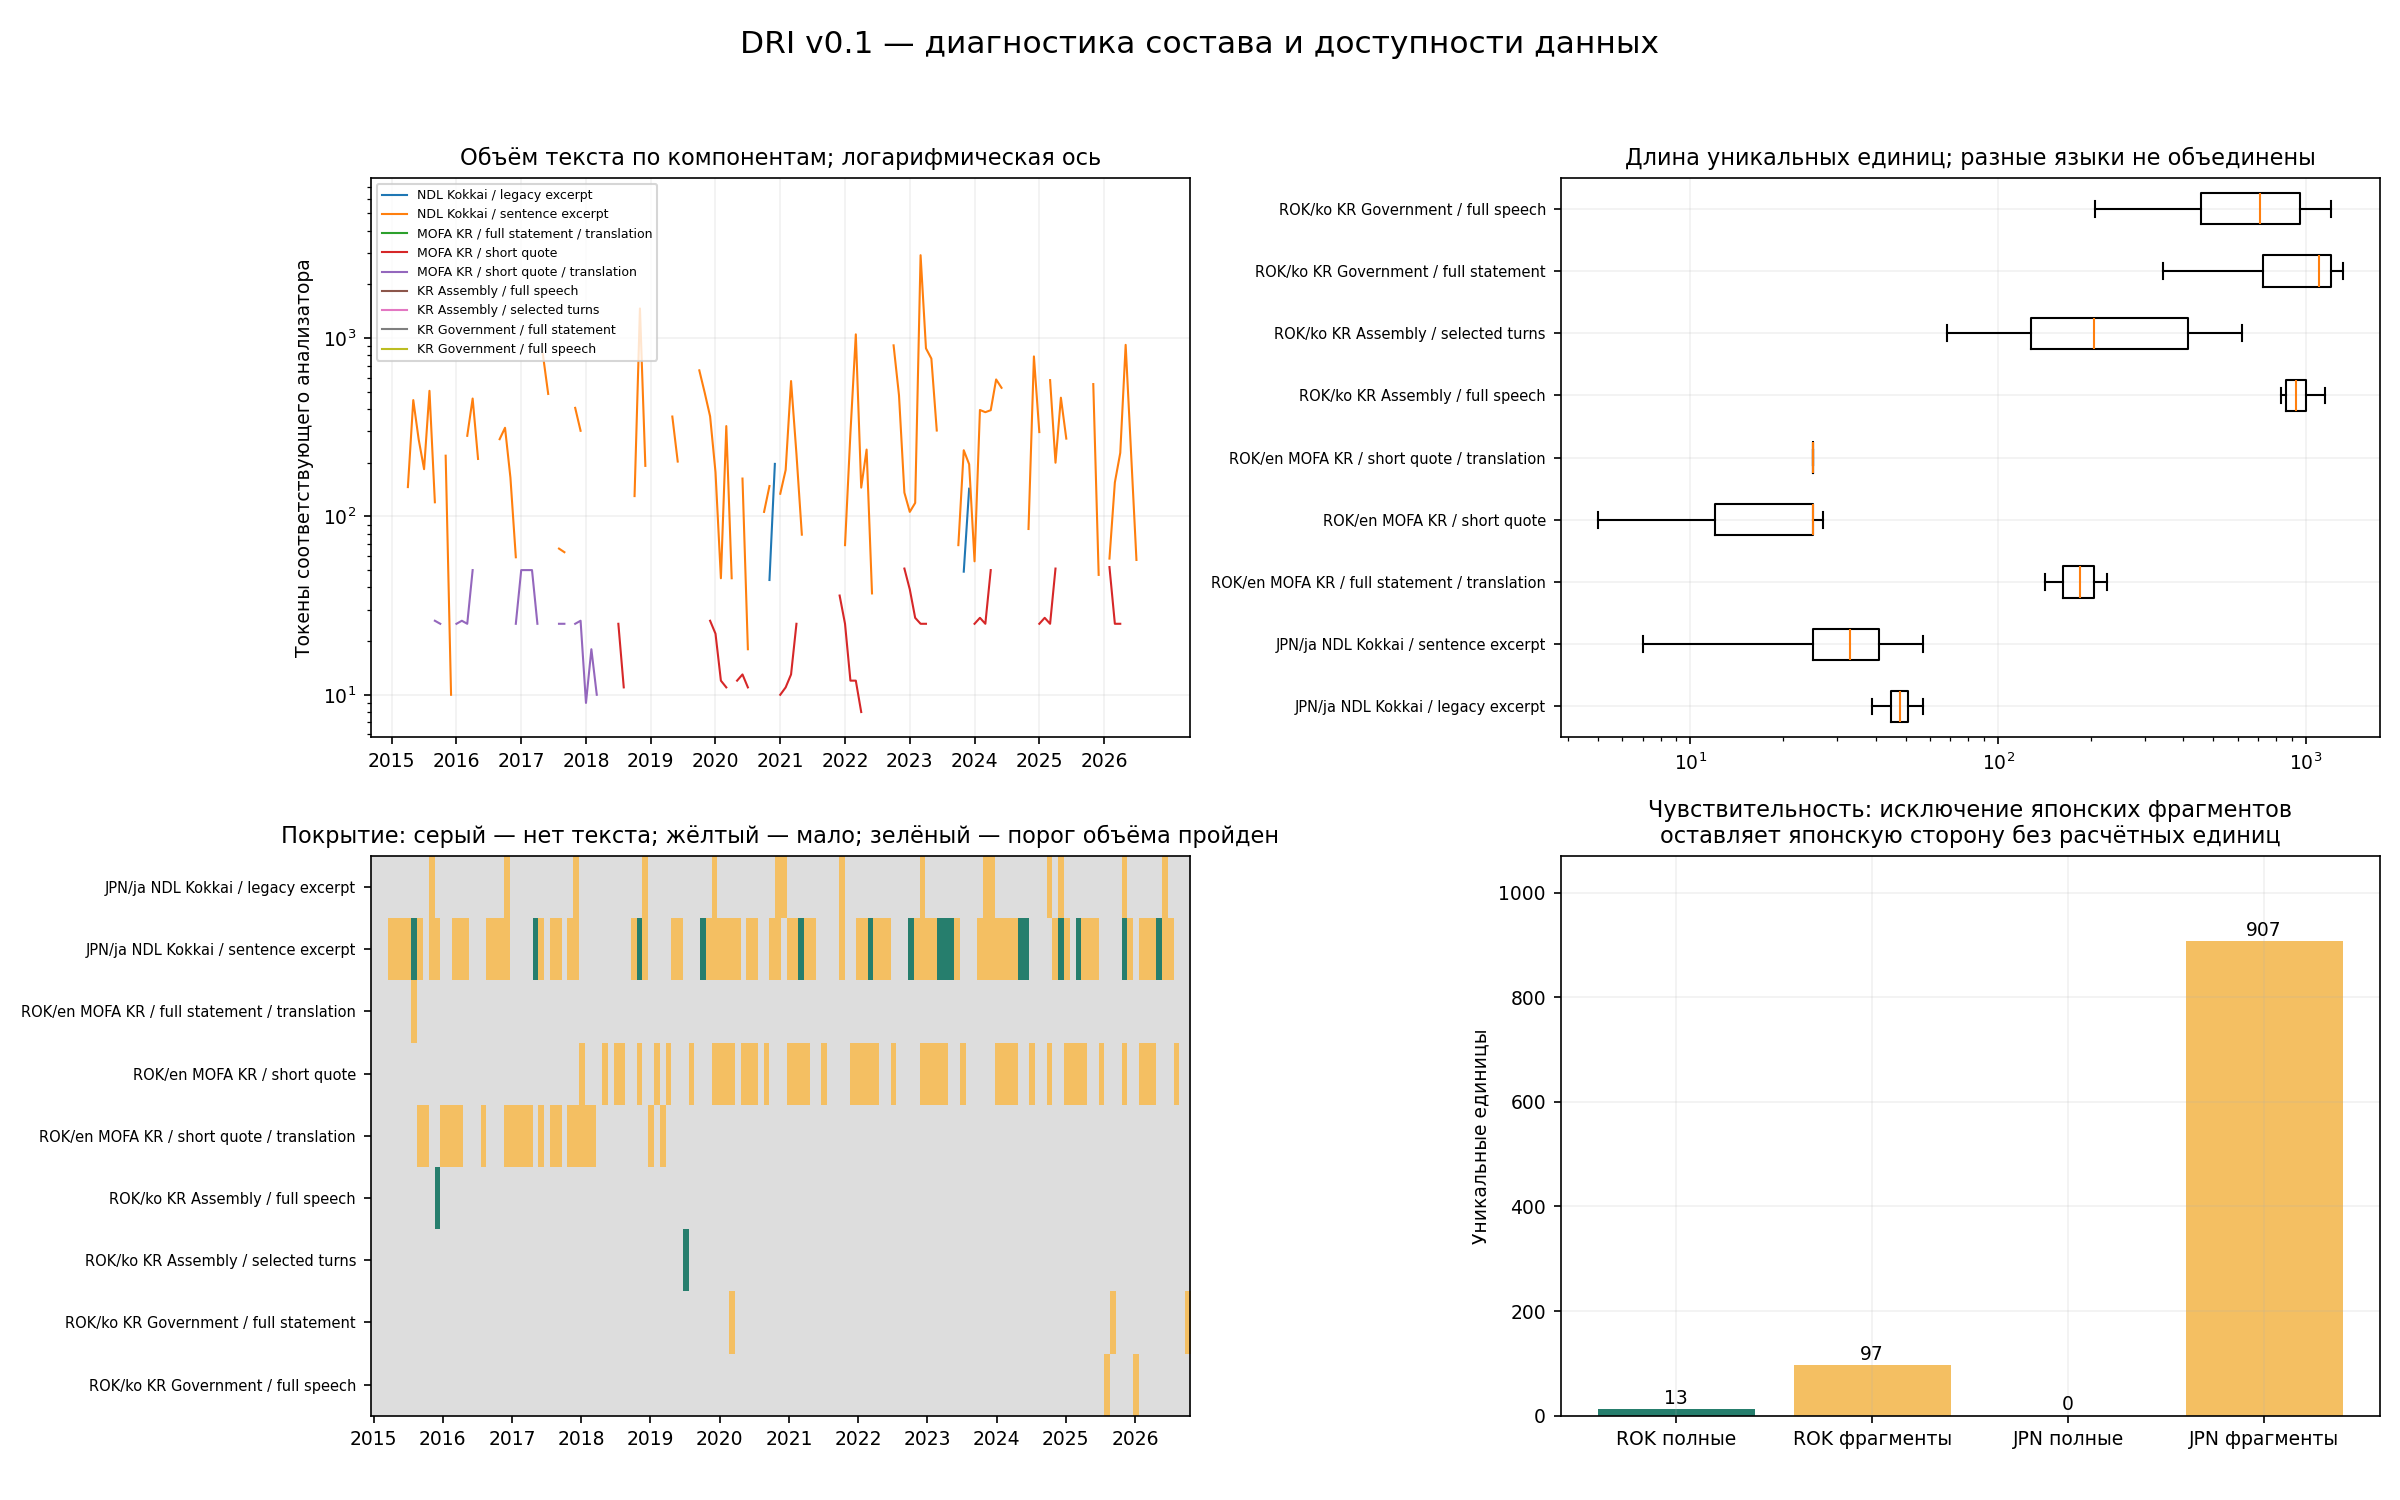 DRI v0.1 — диагностика состава и доступности данных
Объём текста по компонентам; логарифмическая ось
Токены соответствующего анализатора
10³
10²
10¹
NDL Kokkai / legacy excerpt
NDL Kokkai / sentence excerpt
MOFA KR / full statement / translation
MOFA KR / short quote
MOFA KR / short quote / translation
KR Assembly / full speech
KR Assembly / selected turns
KR Government / full statement
KR Government / full speech
2015 2016 2017 2018 2019 2020 2021 2022 2023 2024 2025 2026
Длина уникальных единиц; разные языки не объединены
ROK/ko KR Government / full speech
ROK/ko KR Government / full statement
ROK/ko KR Assembly / selected turns
ROK/ko KR Assembly / full speech
ROK/en MOFA KR / short quote / translation
ROK/en MOFA KR / short quote
ROK/en MOFA KR / full statement / translation
JPN/ja NDL Kokkai / sentence excerpt
JPN/ja NDL Kokkai / legacy excerpt
10¹ 10² 10³
Покрытие: серый — нет текста; жёлтый — мало; зелёный — порог объёма пройден
JPN/ja NDL Kokkai / legacy excerpt
JPN/ja NDL Kokkai / sentence excerpt
ROK/en MOFA KR / full statement / translation
ROK/en MOFA KR / short quote
ROK/en MOFA KR / short quote / translation
ROK/ko KR Assembly / full speech
ROK/ko KR Assembly / selected turns
ROK/ko KR Government / full statement
ROK/ko KR Government / full speech
2015 2016 2017 2018 2019 2020 2021 2022 2023 2024 2025 2026
Чувствительность: исключение японских фрагментов
оставляет японскую сторону без расчётных единиц
Уникальные единицы
1000
800
600
400
200
0
13
97
0
907
ROK полные ROK фрагменты JPN полные JPN фрагменты